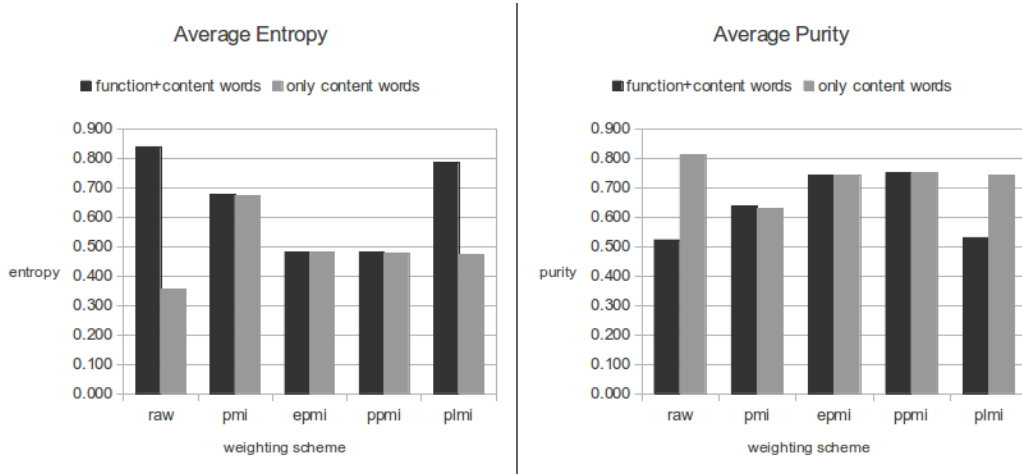 Average Entropy
function+content words only content words
0.900
0.800
0.700
0.600
0.500
0.400
0.300
0.200
0.100
0.000
entropy
raw pmi epmi ppmi plmi
weighting scheme
Average Purity
function+content words only content words
0.900
0.800
0.700
0.600
0.500
0.400
0.300
0.200
0.100
0.000
purity
raw pmi epmi ppmi plmi
weighting scheme